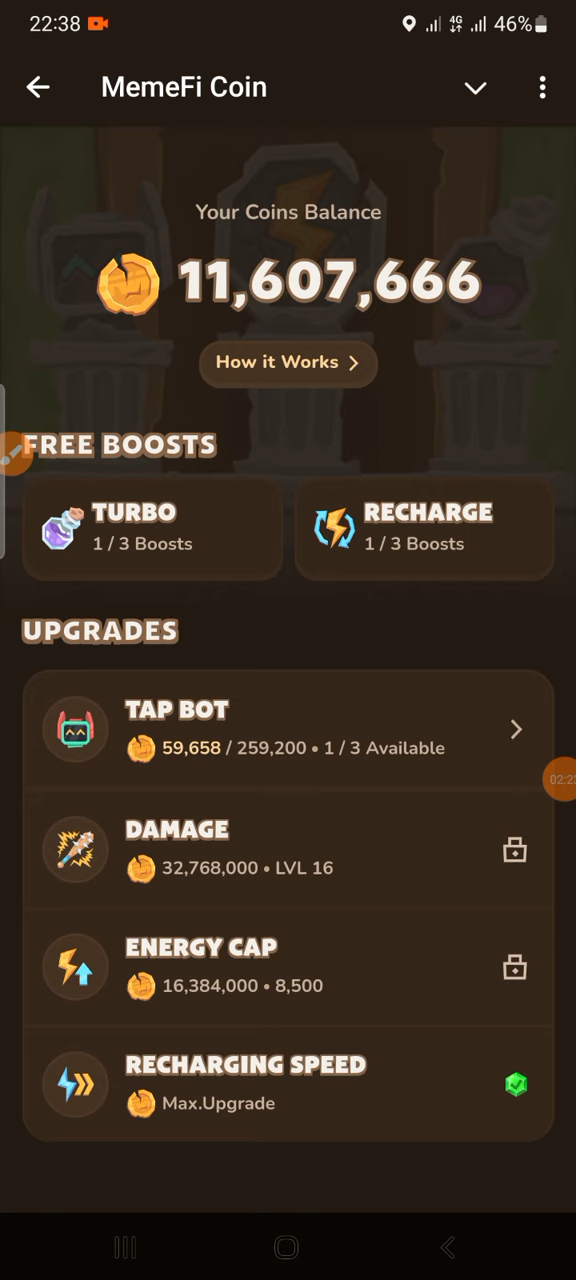 22:38
4G
46%
MemeFi Coin
Your Coins Balance
11,607,666
How it Works
FREE BOOSTS
TURBO
1 / 3 Boosts
RECHARGE
1 / 3 Boosts
UPGRADES
TAP BOT
59,658 / 259,200 • 1 / 3 Available
DAMAGE
32,768,000 • LVL 16
ENERGY CAP
16,384,000 • 8,500
RECHARGING SPEED
Max.Upgrade